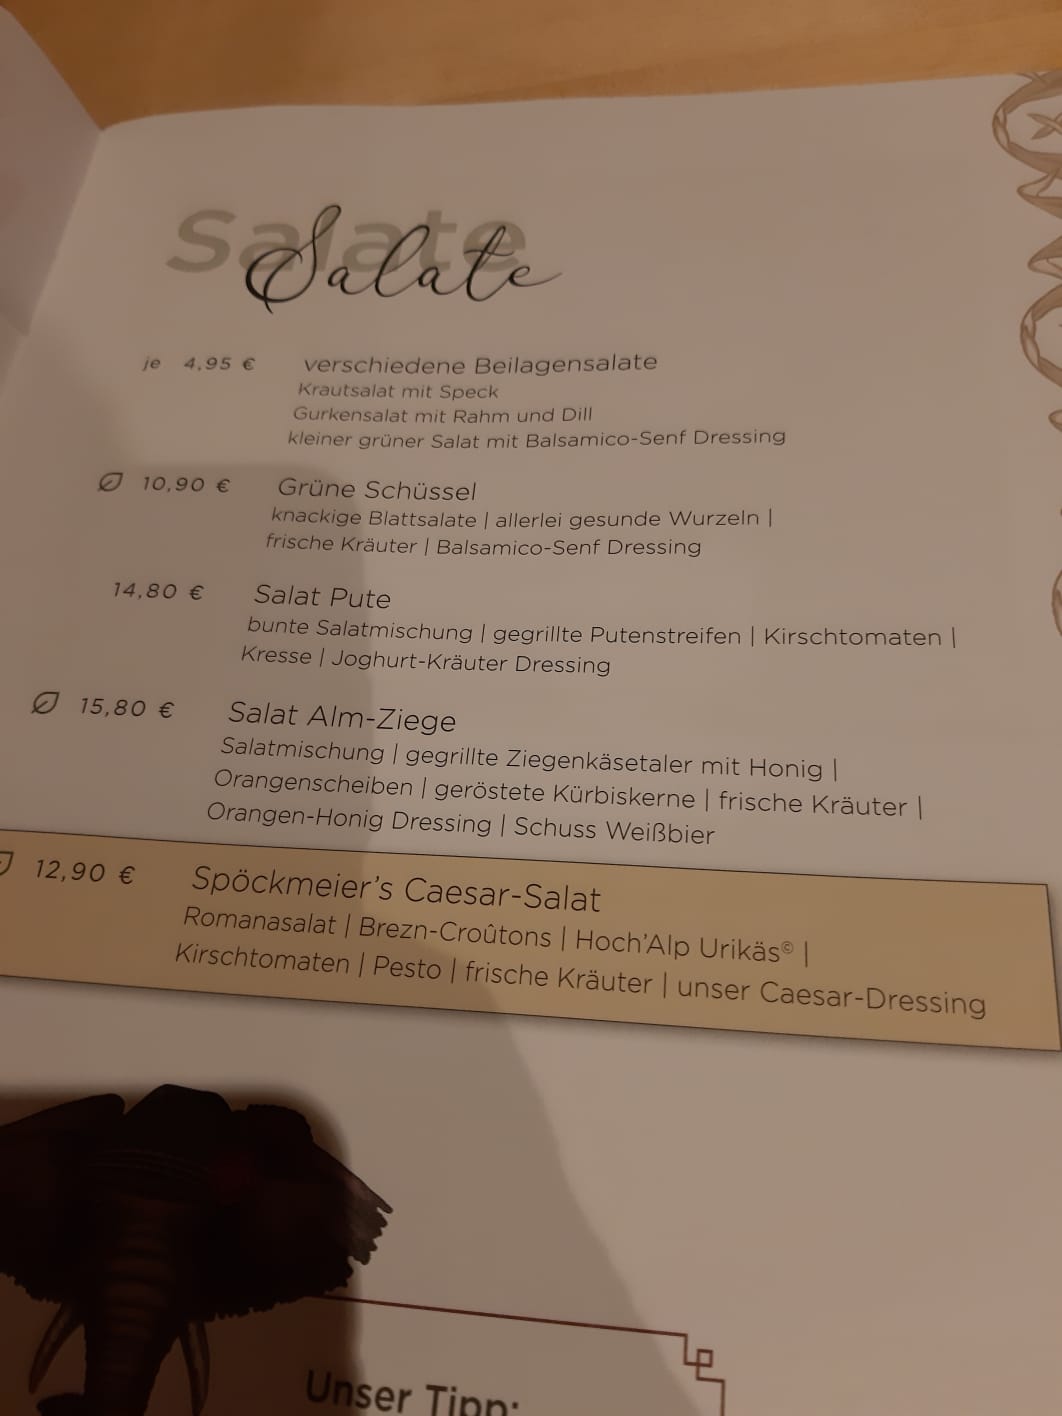 Salate
Salate
je 4,95 € verschiedene Beilagensalate
Krautsalat mit Speck
Gurkensalat mit Rahm und Dill
kleiner grüner Salat mit Balsamico-Senf Dressing
10,90 € Grüne Schüssel
knackige Blattsalate | allerlei gesunde Wurzeln |
frische Kräuter | Balsamico-Senf Dressing
14,80 € Salat Pute
bunte Salatmischung | gegrillte Putenstreifen | Kirschtomaten |
Kresse | Joghurt-Kräuter Dressing
15,80 € Salat Alm-Ziege
Salatmischung | gegrillte Ziegenkäsetaler mit Honig |
Orangenscheiben | geröstete Kürbiskerne | frische Kräuter |
Orangen-Honig Dressing | Schuss Weißbier
12,90 € Spöckmeier's Caesar-Salat
Romanasalat | Brezn-Croûtons | Hoch'Alp Urikäs© |
Kirschtomaten | Pesto | frische Kräuter | unser Caesar-Dressing
Unser Tipp: